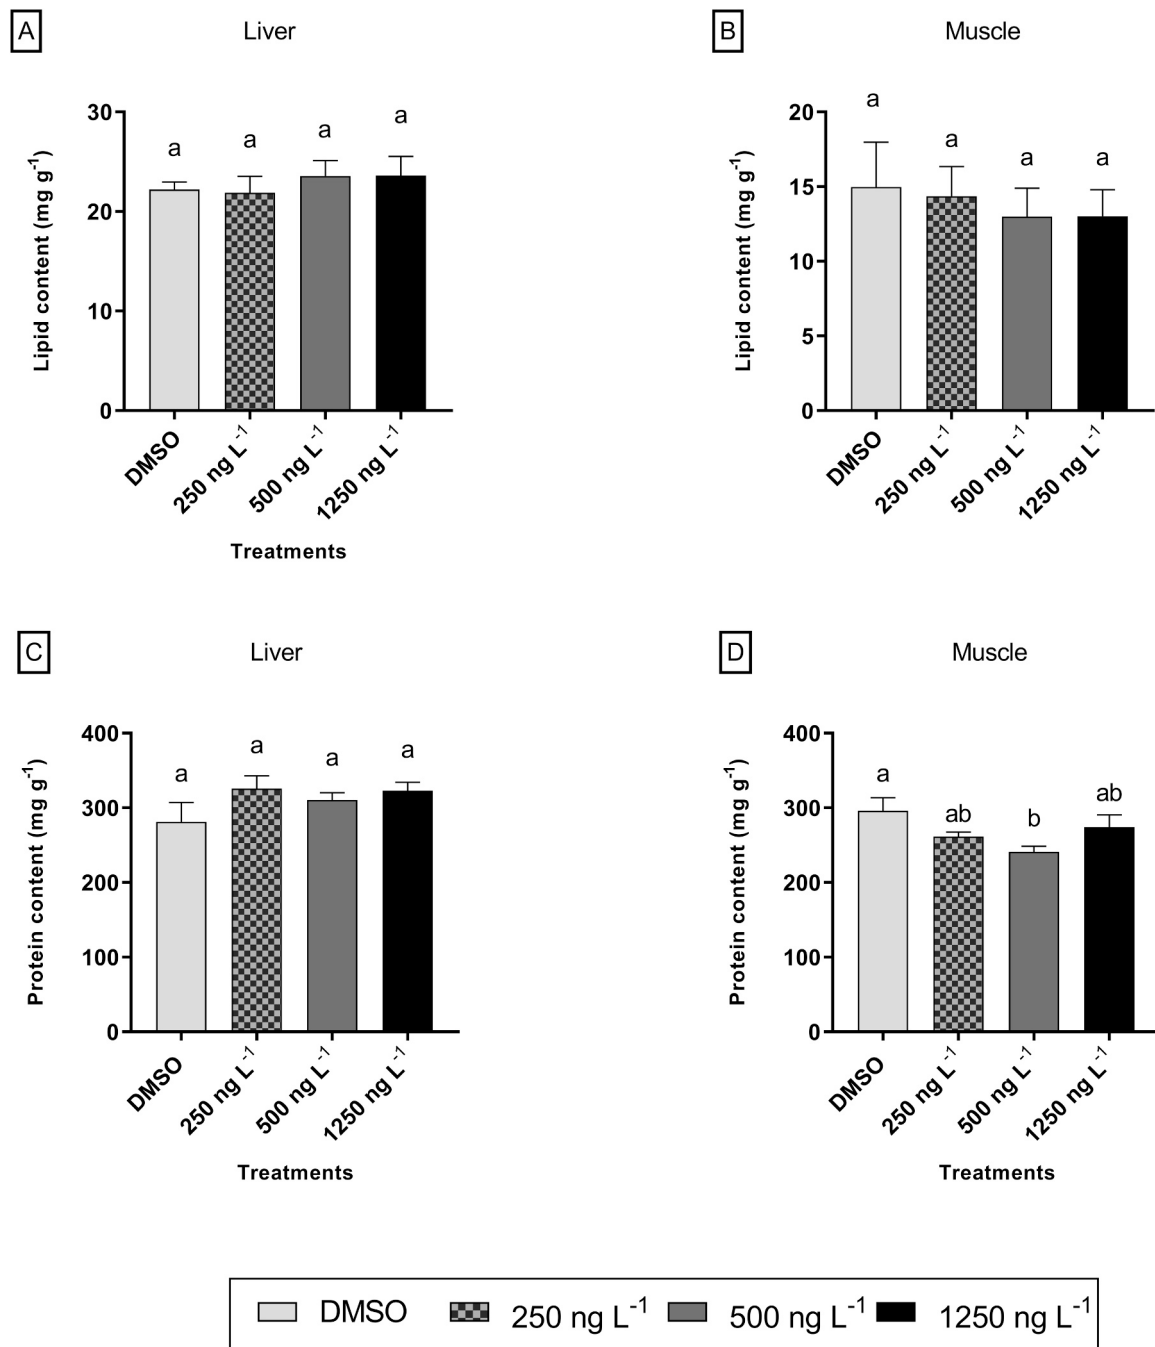 A
Liver
Lipid content (mg g⁻¹)
30
20
10
0
a
a
a
a
DMSO
250 ng L⁻¹
500 ng L⁻¹
1250 ng L⁻¹
Treatments
B
Muscle
Lipid content (mg g⁻¹)
20
15
10
5
0
a
a
a
a
DMSO
250 ng L⁻¹
500 ng L⁻¹
1250 ng L⁻¹
C
Liver
Protein content (mg g⁻¹)
400
300
200
100
0
a
a
a
a
DMSO
250 ng L⁻¹
500 ng L⁻¹
1250 ng L⁻¹
Treatments
D
Muscle
Protein content (mg g⁻¹)
400
300
200
100
0
a
ab
b
ab
DMSO
250 ng L⁻¹
500 ng L⁻¹
1250 ng L⁻¹
Treatments
DMSO 250 ng L⁻¹ 500 ng L⁻¹ 1250 ng L⁻¹